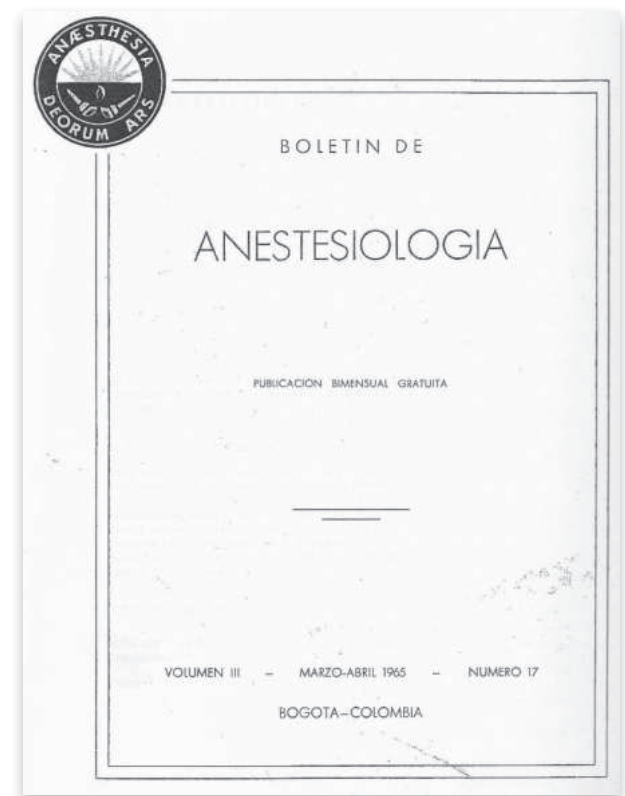 ANÆSTHESIA
DEORUM ARS
BOLETIN DE
ANESTESIOLOGIA
PUBLICACION BIMENSUAL GRATUITA
VOLUMEN III – MARZO-ABRIL 1965 – NUMERO 17
BOGOTA–COLOMBIA